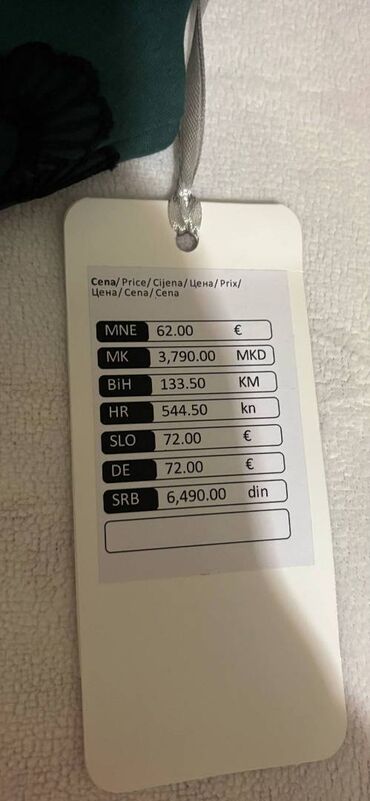 Cena/ Price/ Cijena/ Цена/ Prix/
Цена/ Cena/ Cena
MNE 62.00 €
MK 3,790.00 MKD
BiH 133.50 KM
HR 544.50 kn
SLO 72.00 €
DE 72.00 €
SRB 6,490.00 din